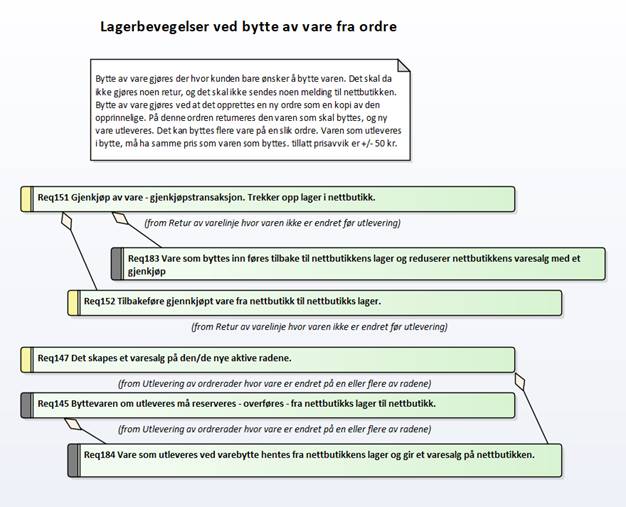 Lagerbevegelser ved bytte av vare fra ordre
Bytte av vare gjøres der hvor kunden bare ønsker å bytte varen. Det skal da
ikke gjøres noen retur, og det skal ikke sendes noen melding til nettbutikken.
Bytte av vare gjøres ved at det opprettes en ny ordre som en kopi av den
opprinnelige. På denne ordren returneres den varen som skal byttes, og ny
vare utleveres. Det kan byttes flere vare på en slik ordre. Varen som utleveres
i bytte, må ha samme pris som varen som byttes. tillatt prisavvik er +/- 50 kr.
Req151 Gjenkjøp av vare - gjenkjøpstransaksjon. Trekker opp lager i nettbutikk.
(from Retur av varelinje hvor varen ikke er endret før utlevering)
Req183 Vare som byttes inn føres tilbake til nettbutikkens lager og reduserer nettbutikkens varesalg med et
gjenkjøp
Req152 Tilbakeføre gjennkjøpt vare fra nettbutikk til nettbutikks lager.
(from Retur av varelinje hvor varen ikke er endret før utlevering)
Req147 Det skapes et varesalg på den/de nye aktive radene.
(from Utlevering av ordrerader hvor vare er endret på en eller flere av radene)
Req145 Byttevaren om utleveres må reserveres - overføres - fra nettbutikks lager til nettbutikk.
(from Utlevering av ordrerader hvor vare er endret på en eller flere av radene)
Req184 Vare som utleveres ved varebytte hentes fra nettbutikkens lager og gir et varesalg på nettbutikken.